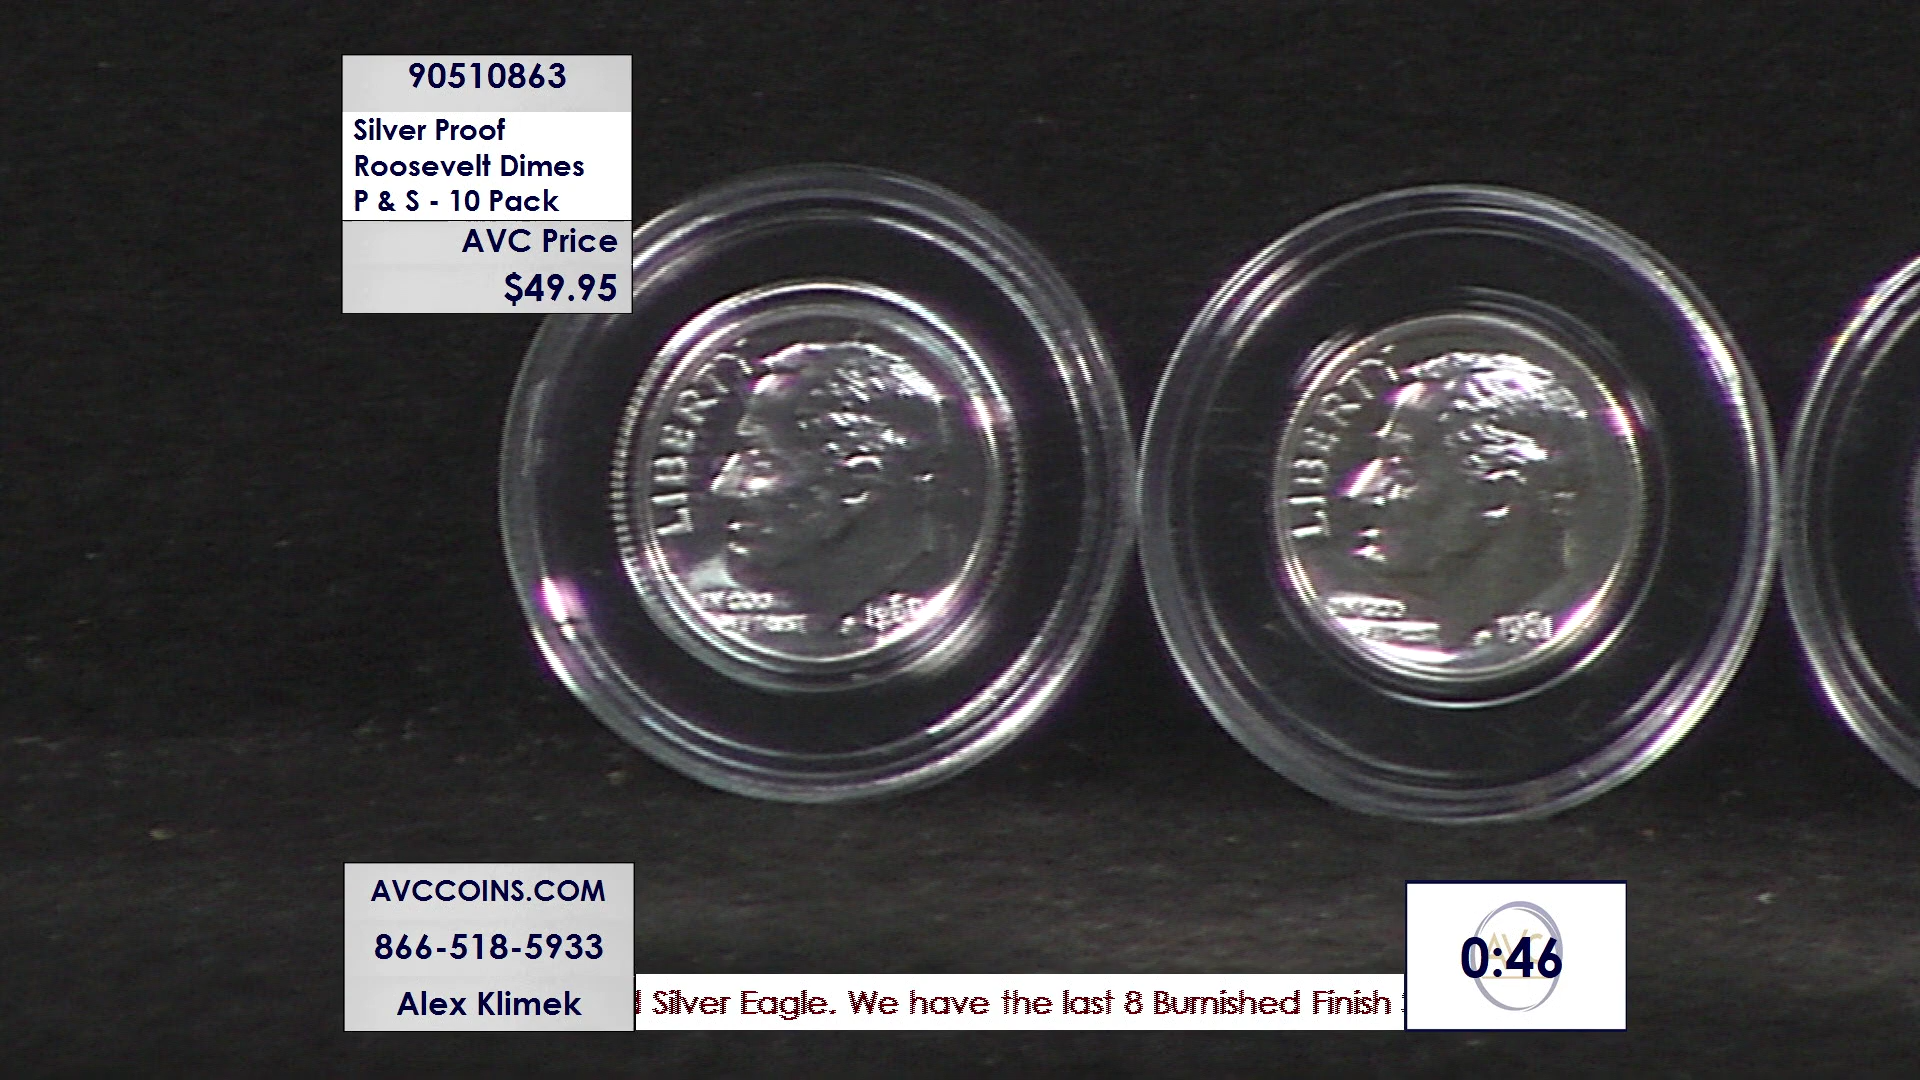 90510863
Silver Proof
Roosevelt Dimes
P & S - 10 Pack
AVC Price
$49.95
LIBERTY
LIBERTY
AVCCOINS.COM
866-518-5933
Alex Klimek
Silver Eagle. We have the last 8 Burnished Finish
AVC
0:46